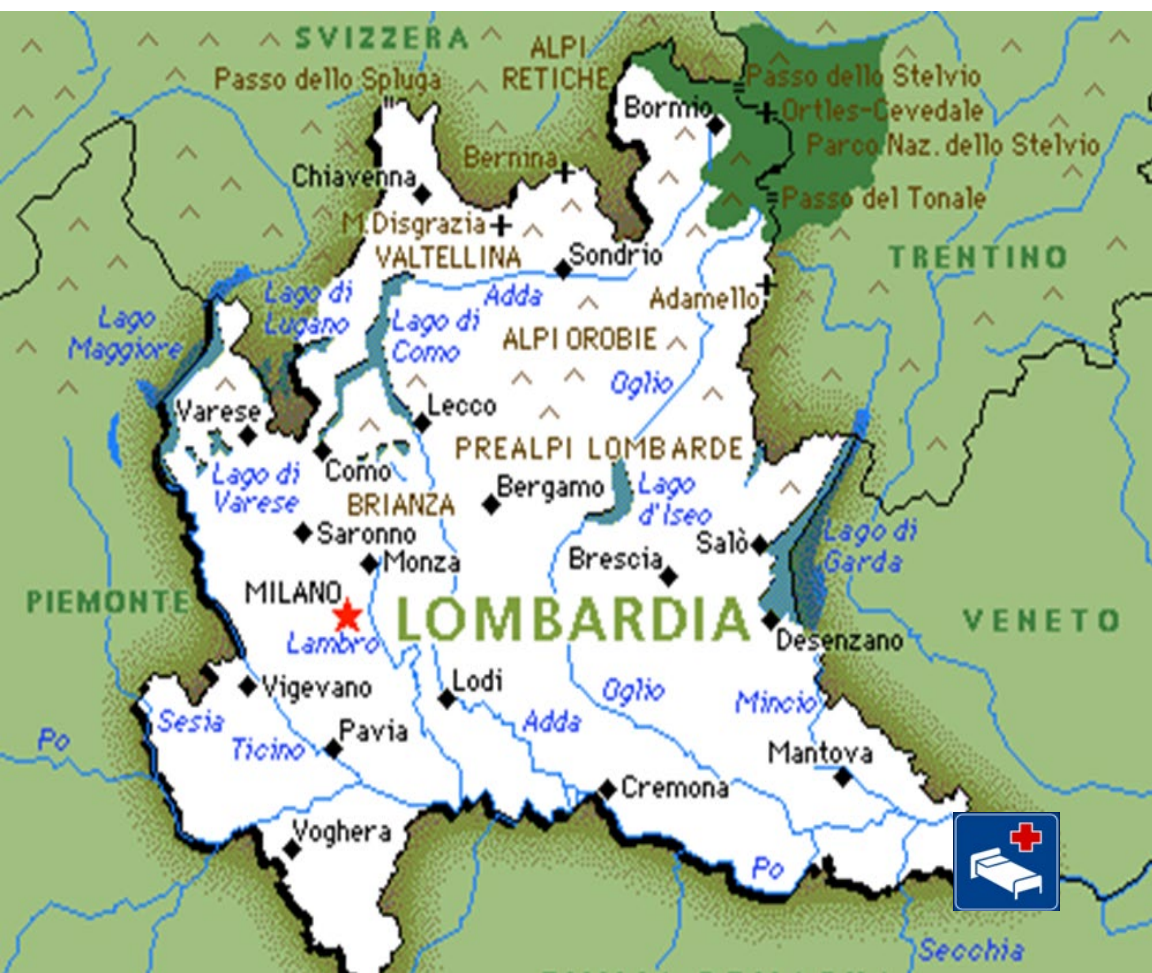 SVIZZERA
ALPI
RETICHE
Passo dello Spluga
Passo dello Stelvio
Bormio
Ortles-Cevedale
Parco Naz. dello Stelvio
Bernina
Chiavenna
Passo del Tonale
M.Disgrazia
VALTELLINA
Sondrio
TRENTINO
Lago di
Lugano
Adda
Adamello
Lago
Maggiore
Lago di
Como
ALPI OROBIE
Oglio
Varese
Lecco
PREALPI LOMBARDE
Como
Lago di
Varese
BRIANZA
Bergamo
Lago
d'Iseo
Saronno
Salò
Lago di
Garda
Monza
Brescia
MILANO
PIEMONTE
LOMBARDIA
VENETO
Lambro
Desenzano
Vigevano
Lodi
Oglio
Mincio
Sesia
Ticino
Pavia
Adda
Po
Mantova
Cremona
Voghera
Po
Secchia